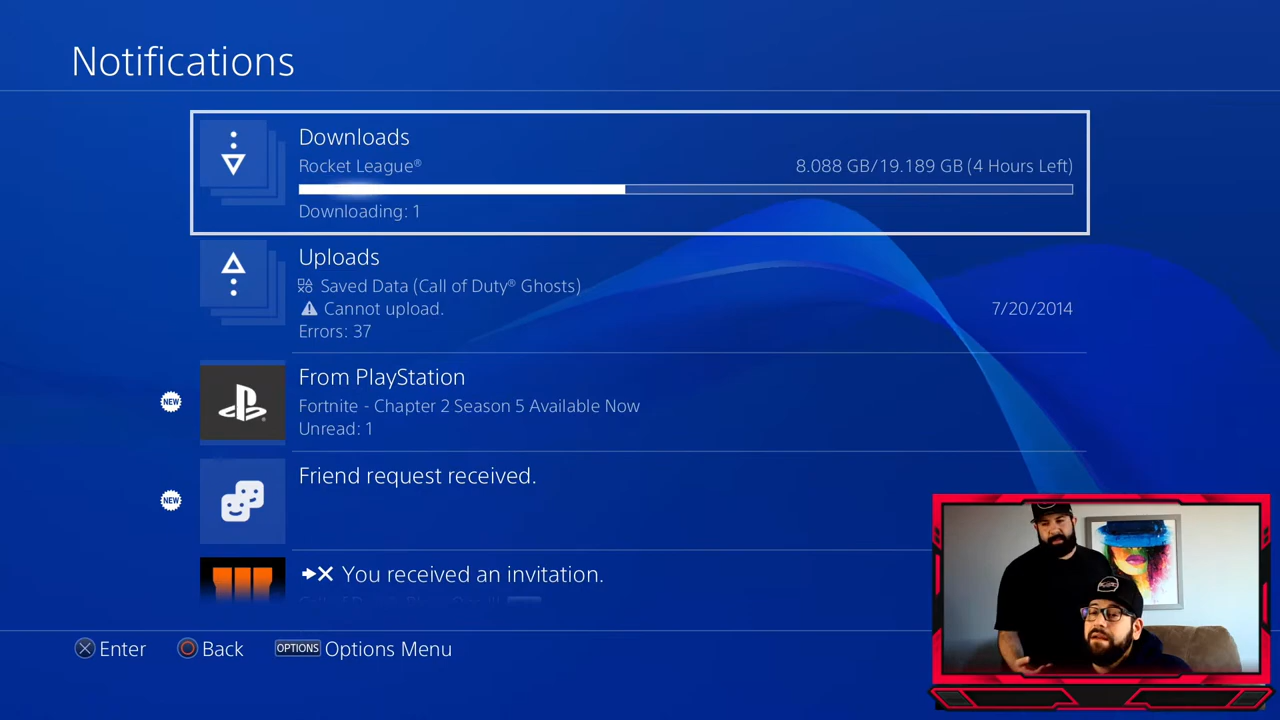 Notifications
Downloads
Rocket League®
8.088 GB/19.189 GB (4 Hours Left)
Downloading: 1
Uploads
Saved Data (Call of Duty® Ghosts)
Cannot upload.
7/20/2014
Errors: 37
NEW
From PlayStation
Fortnite - Chapter 2 Season 5 Available Now
Unread: 1
NEW
Friend request received.
You received an invitation.
Enter
Back
OPTIONS Options Menu